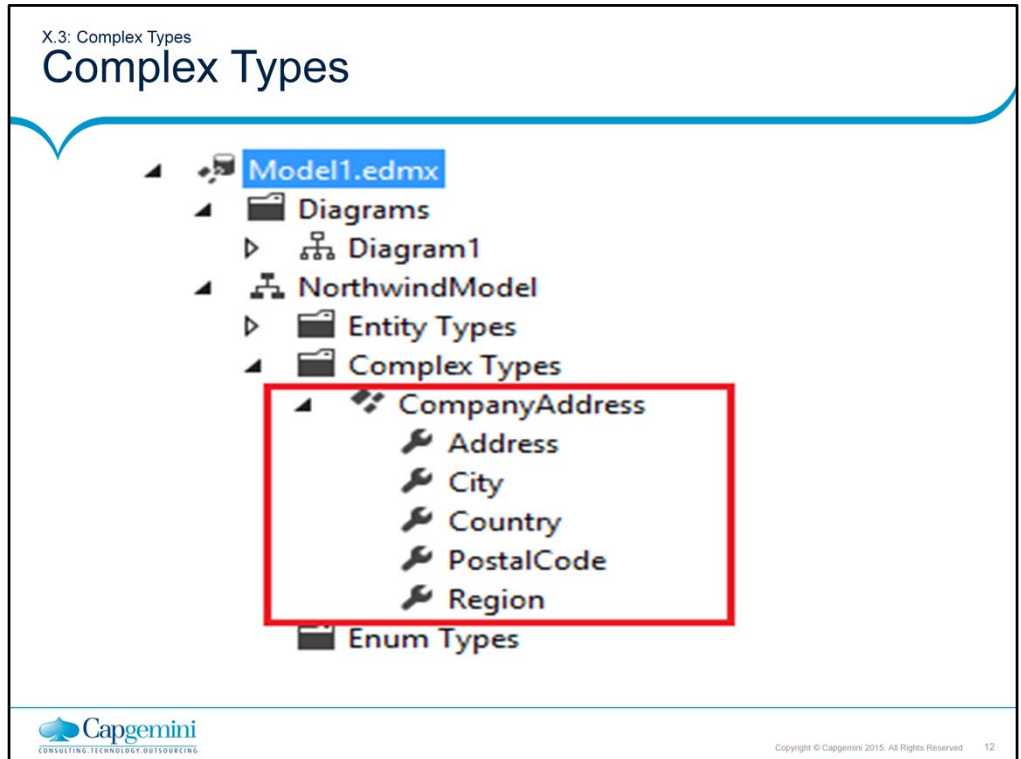 X.3: Complex Types
Complex Types
Model1.edmx
Diagrams
Diagram1
NorthwindModel
Entity Types
Complex Types
CompanyAddress
Address
City
Country
PostalCode
Region
Enum Types
Capgemini
CONSULTING.TECHNOLOGY.OUTSOURCING
Copyright © Capgemini 2015. All Rights Reserved 12